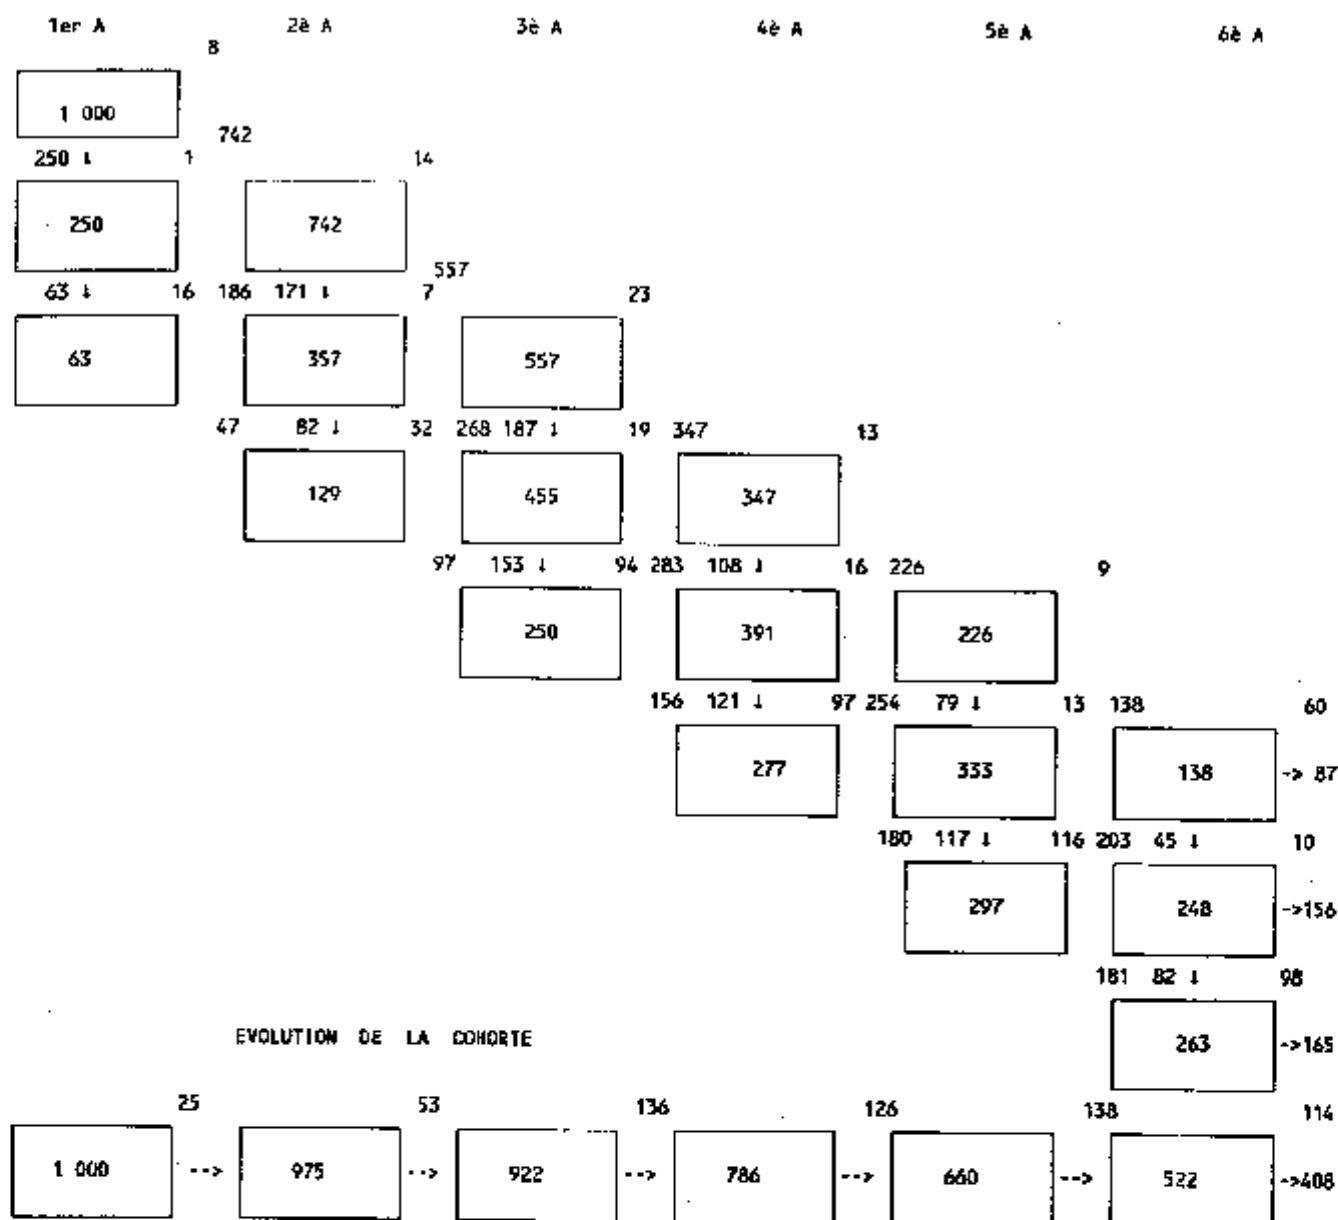 1er A 2è A 3è A 4è A 5è A 6è A
8
1 000
742
250 ↓ 1 14
250 742
557
63 ↓ 16 186 171 ↓ 7 23
63 357 557
47 82 ↓ 32 268 187 ↓ 19 347 13
129 455 347
97 153 ↓ 94 283 108 ↓ 16 226 9
250 391 226
156 121 ↓ 97 254 79 ↓ 13 138 60
277 333 138 -> 87
180 117 ↓ 116 203 45 ↓ 10
297 248 ->156
181 82 ↓ 98
EVOLUTION DE LA COHORTE
263 ->165
25 53 136 126 138 114
1 000 --> 975 --> 922 --> 786 --> 660 --> 522 ->408